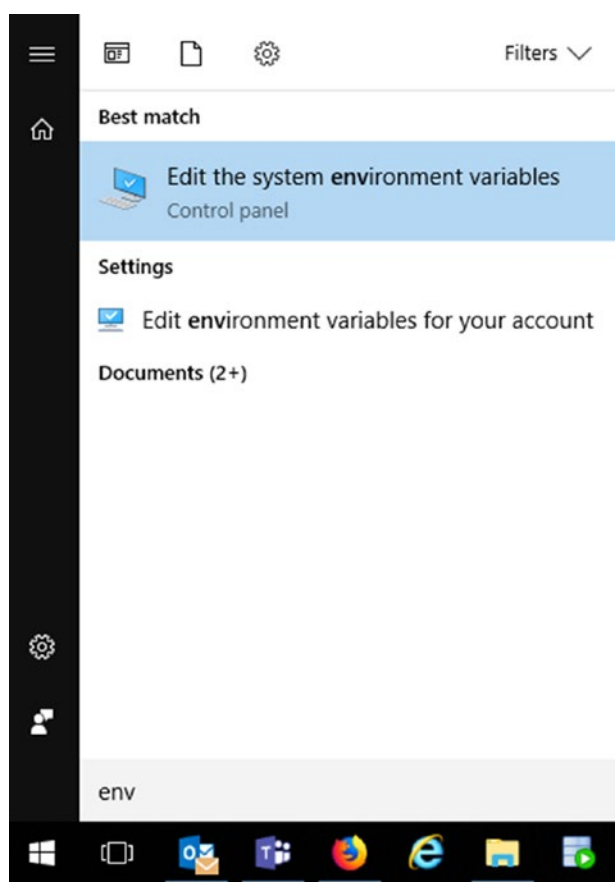 Filters
Best match
Edit the system environment variables
Control panel
Settings
Edit environment variables for your account
Documents (2+)
env